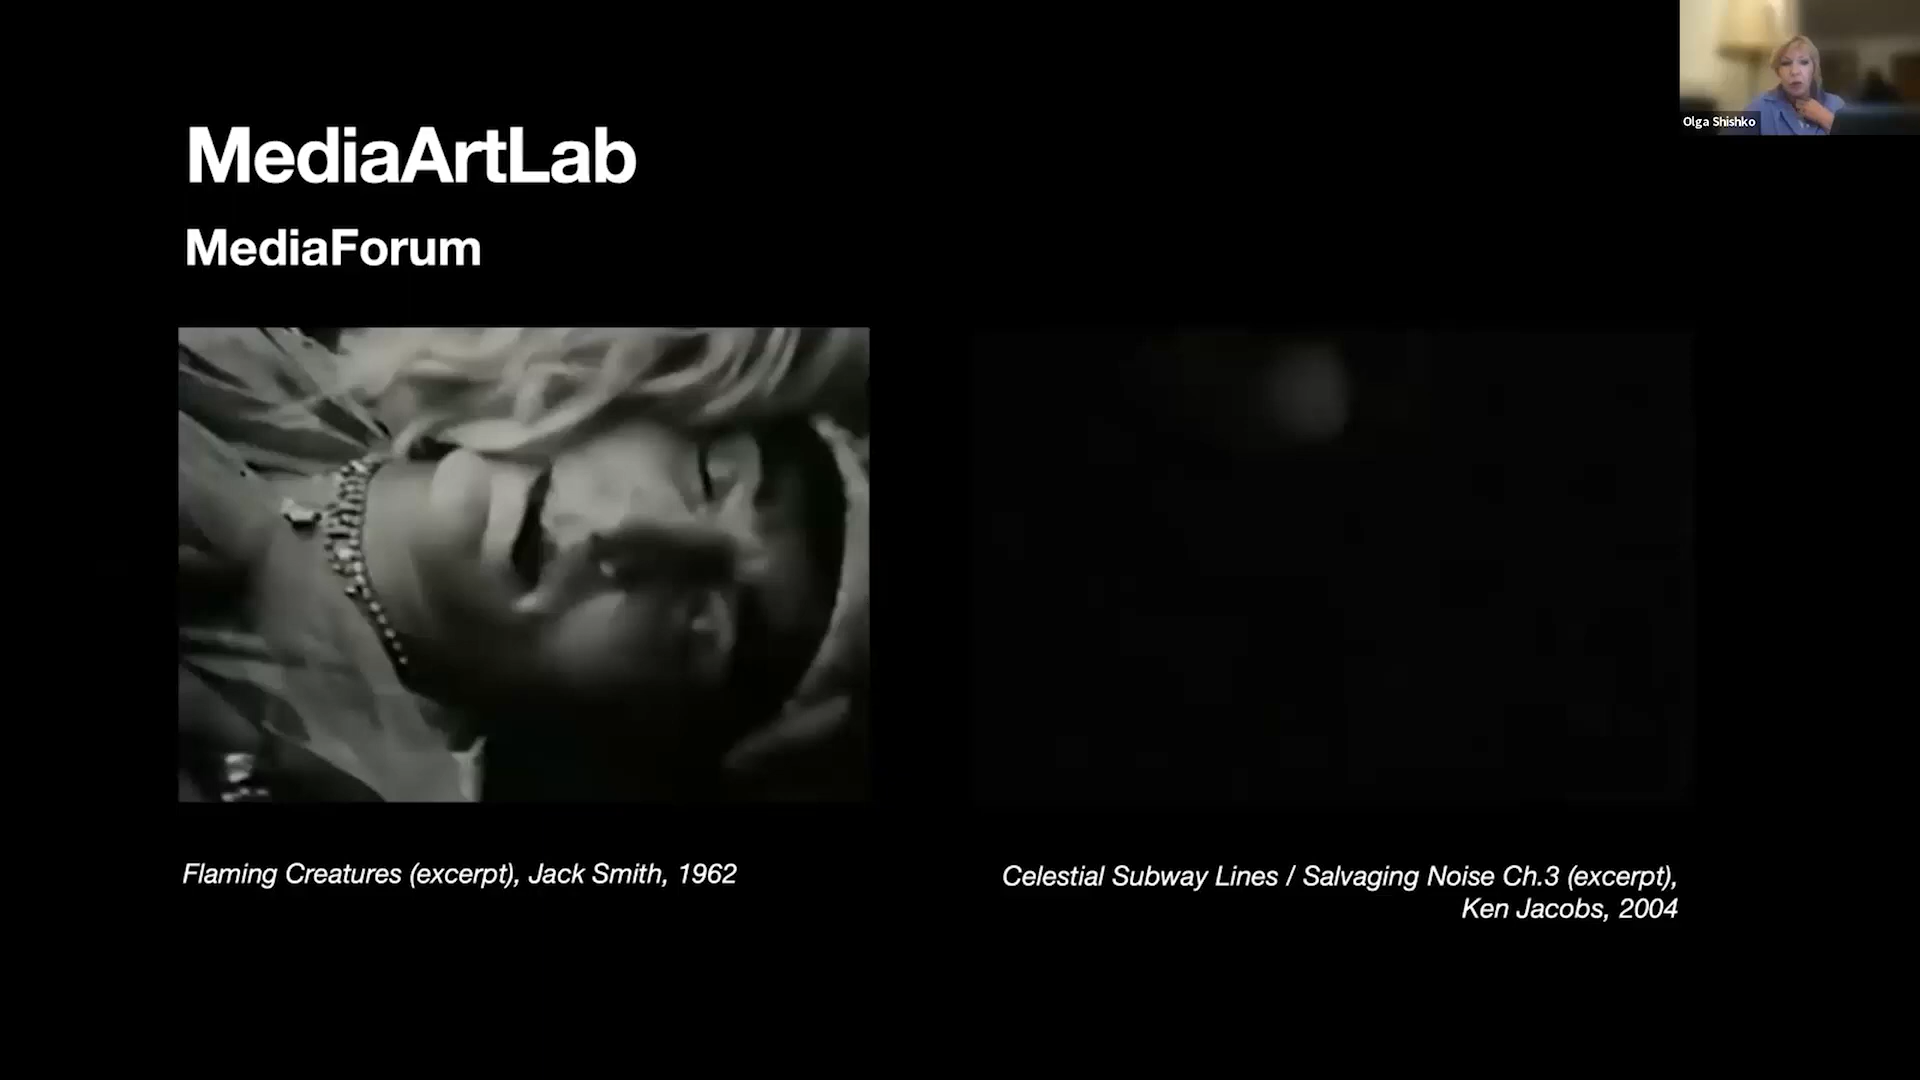 Olga Shishko
MediaArtLab
MediaForum
Flaming Creatures (excerpt), Jack Smith, 1962
Celestial Subway Lines / Salvaging Noise Ch.3 (excerpt),
Ken Jacobs, 2004